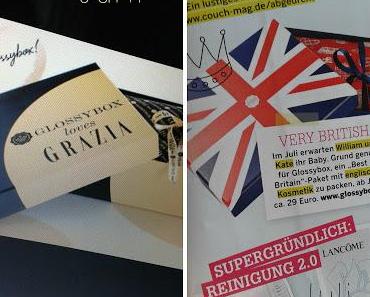 ssybox!
GLOSSYBOX
loves
GRAZIA
Ein lustiges
www.couch-mag.de/abgedr
VERY BRITISH
Im Juli erwarten William u
Kate ihr Baby. Grund gen
für Glossybox, ein „Best
Britain"-Paket mit englisc
Kosmetik zu packen, ab J
ca. 29 Euro. www.glossyb
SUPERGRÜNDLICH:
REINIGUNG 2.0
LANCÔME